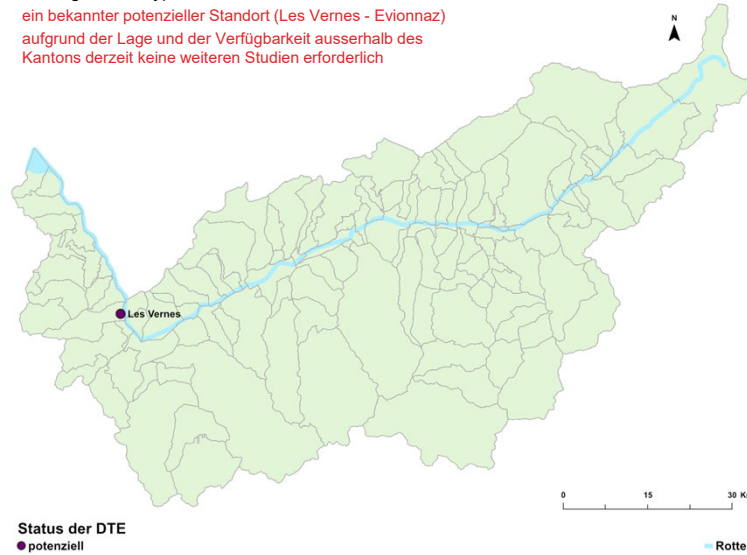 ein bekannter potenzieller Standort (Les Vernes - Evionnaz)
aufgrund der Lage und der Verfügbarkeit ausserhalb des
Kantons derzeit keine weiteren Studien erforderlich
N
Les Vernes
0 15 30
Status der DTE
potenziell
Rotte